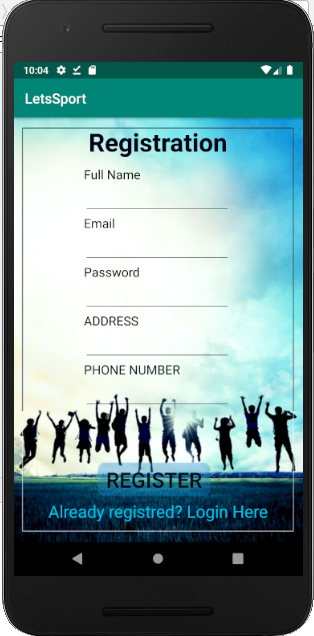 10:04
LetsSport
Registration
Full Name
Email
Password
ADDRESS
PHONE NUMBER
REGISTER
Already registred? Login Here